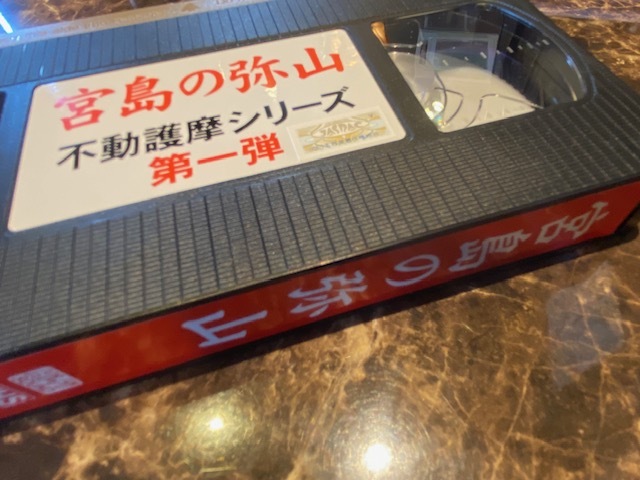 宮島の弥山
不動護摩シリーズ
第一弾
宮島の弥山